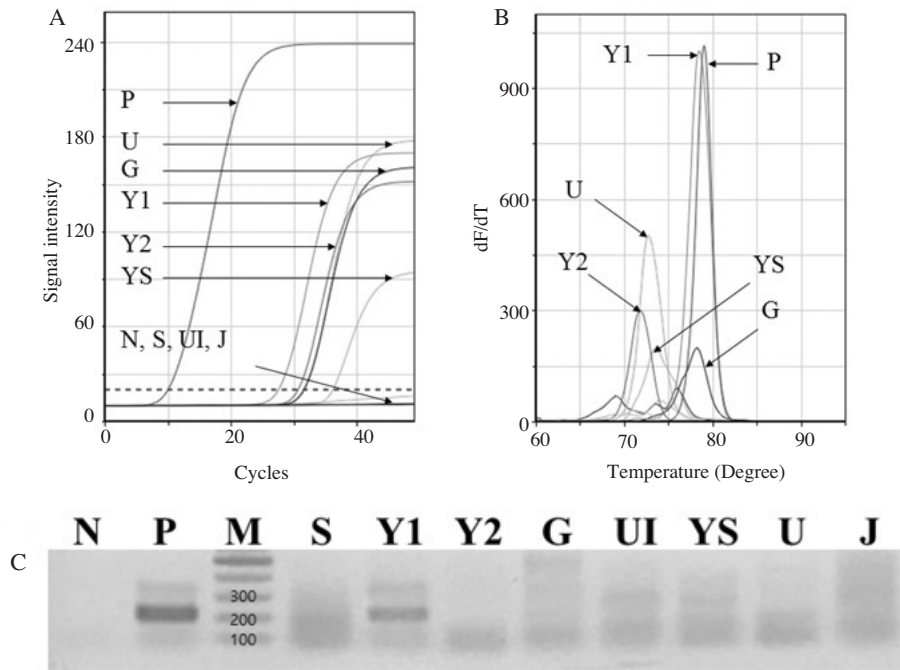 A
240
180
120
60
0
Signal intensity
P
U
G
Y1
Y2
YS
N, S, UI, J
0 20 40
Cycles
B
900
600
300
0
dF/dT
Y1
P
U
Y2
YS
G
60 70 80 90
Temperature (Degree)
C
N P M S Y1 Y2 G UI YS U J
300
200
100